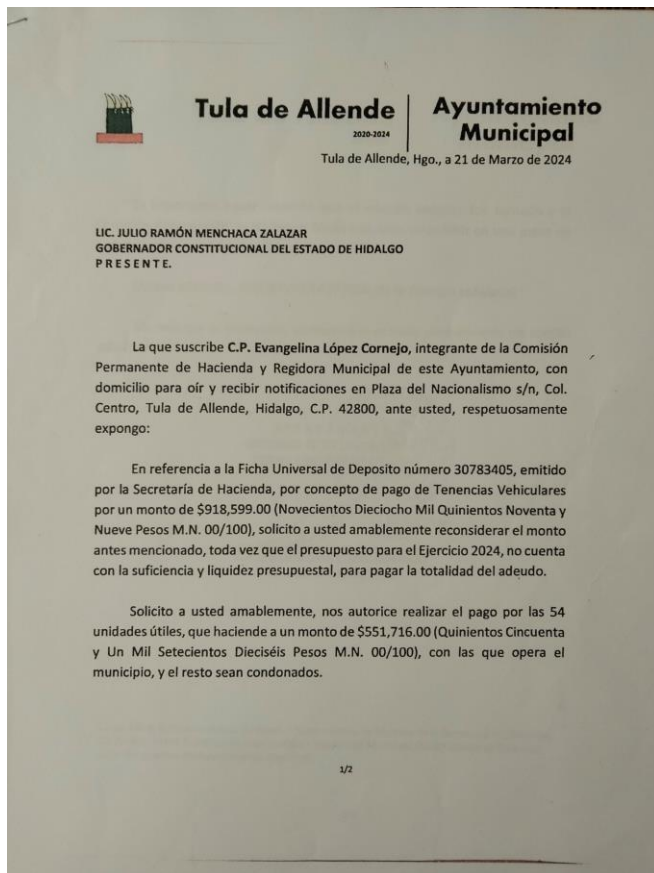 Tula de Allende
2020-2024
Ayuntamiento
Municipal
Tula de Allende, Hgo., a 21 de Marzo de 2024
LIC. JULIO RAMÓN MENCHACA ZALAZAR
GOBERNADOR CONSTITUCIONAL DEL ESTADO DE HIDALGO
P R E S E N T E.
La que suscribe C.P. Evangelina López Cornejo, integrante de la Comisión
Permanente de Hacienda y Regidora Municipal de este Ayuntamiento, con
domicilio para oír y recibir notificaciones en Plaza del Nacionalismo s/n, Col.
Centro, Tula de Allende, Hidalgo, C.P. 42800, ante usted, respetuosamente
expongo:
En referencia a la Ficha Universal de Deposito número 30783405, emitido
por la Secretaría de Hacienda, por concepto de pago de Tenencias Vehiculares
por un monto de $918,599.00 (Novecientos Dieciocho Mil Quinientos Noventa y
Nueve Pesos M.N. 00/100), solicito a usted amablemente reconsiderar el monto
antes mencionado, toda vez que el presupuesto para el Ejercicio 2024, no cuenta
con la suficiencia y liquidez presupuestal, para pagar la totalidad del adeudo.
Solicito a usted amablemente, nos autorice realizar el pago por las 54
unidades útiles, que haciende a un monto de $551,716.00 (Quinientos Cincuenta
y Un Mil Setecientos Dieciséis Pesos M.N. 00/100), con las que opera el
municipio, y el resto sean condonados.
1/2